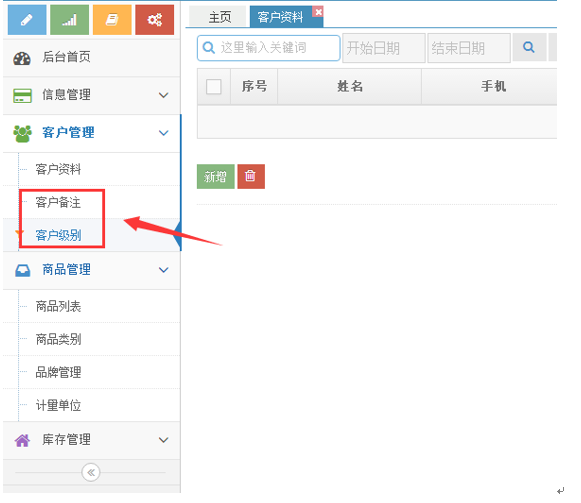 主页
客户资料
这里输入关键词
开始日期
结束日期
后台首页
序号
姓名
手机
信息管理
客户管理
客户资料
新增
客户备注
客户级别
商品管理
商品列表
商品类别
品牌管理
计量单位
库存管理